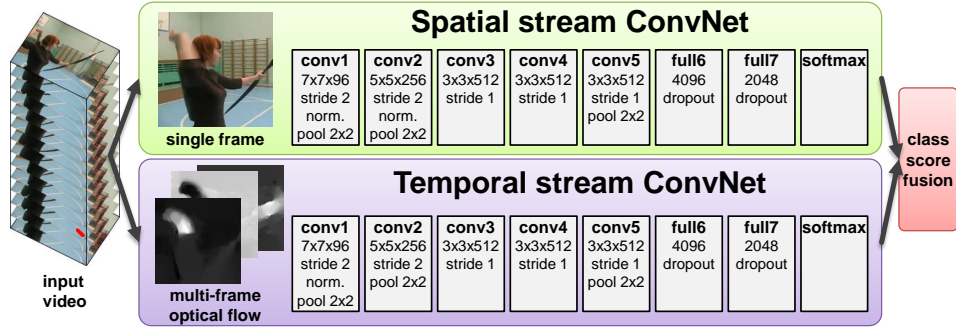 Spatial stream ConvNet
conv1
7x7x96
stride 2
norm.
pool 2x2
conv2
5x5x256
stride 2
norm.
pool 2x2
conv3
3x3x512
stride 1
conv4
3x3x512
stride 1
conv5
3x3x512
stride 1
pool 2x2
full6
4096
dropout
full7
2048
dropout
softmax
single frame
Temporal stream ConvNet
conv1
7x7x96
stride 2
norm.
pool 2x2
conv2
5x5x256
stride 2
pool 2x2
conv3
3x3x512
stride 1
conv4
3x3x512
stride 1
conv5
3x3x512
stride 1
pool 2x2
full6
4096
dropout
full7
2048
dropout
softmax
multi-frame
optical flow
input
video
class
score
fusion